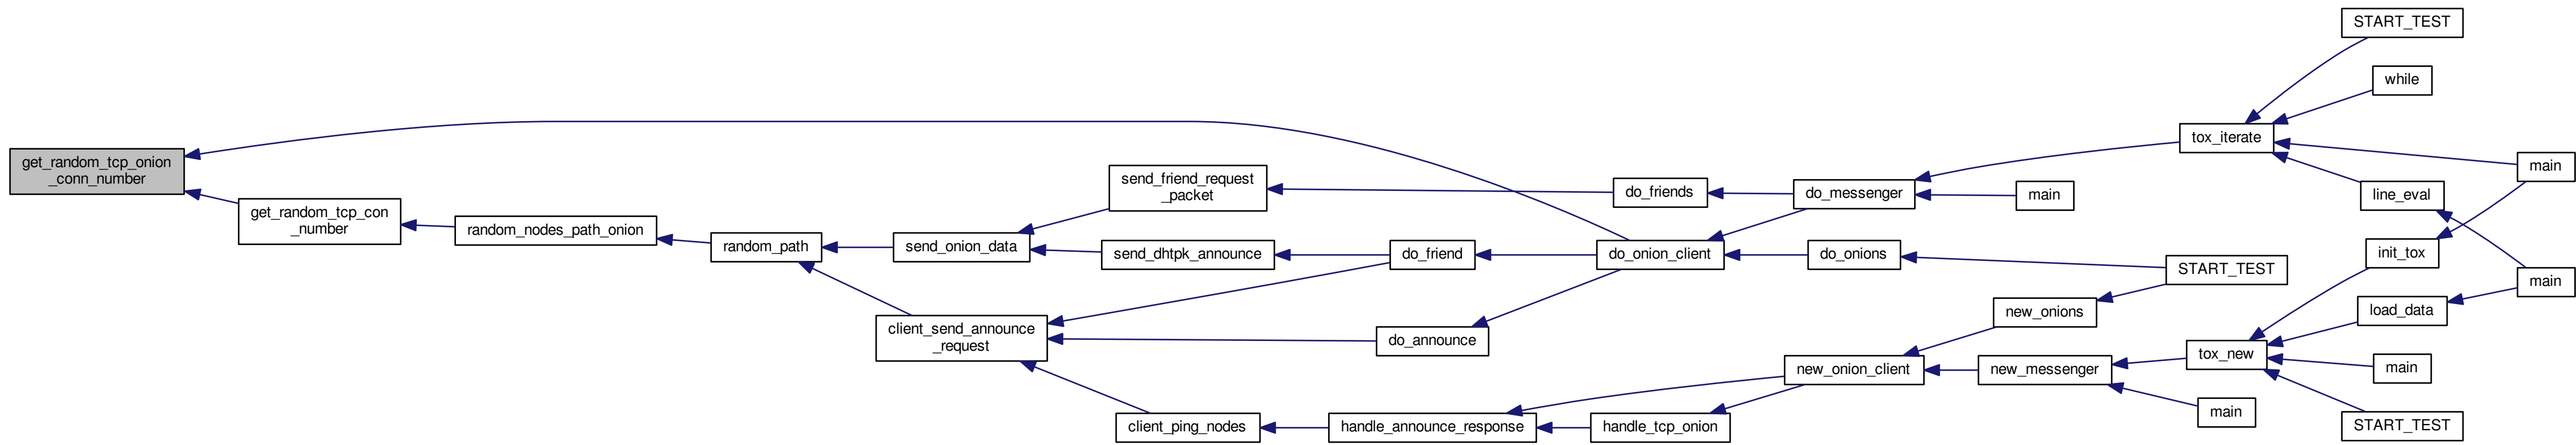 START_TEST
while
tox_iterate
get_random_tcp_onion
_conn_number
main
send_friend_request
_packet
do_friends
do_messenger
main
line_eval
get_random_tcp_con
_number
random_nodes_path_onion
random_path
send_onion_data
send_dhtpk_announce
do_friend
do_onion_client
do_onions
init_tox
START_TEST
main
new_onions
load_data
client_send_announce
_request
do_announce
tox_new
new_onion_client
new_messenger
main
main
client_ping_nodes
handle_announce_response
handle_tcp_onion
START_TEST